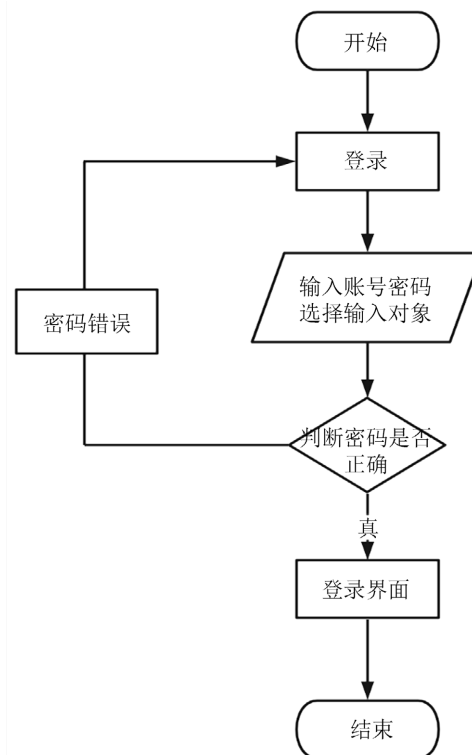 开始
登录
输入账号密码
选择输入对象
密码错误
判断密码是否
正确
真
登录界面
结束